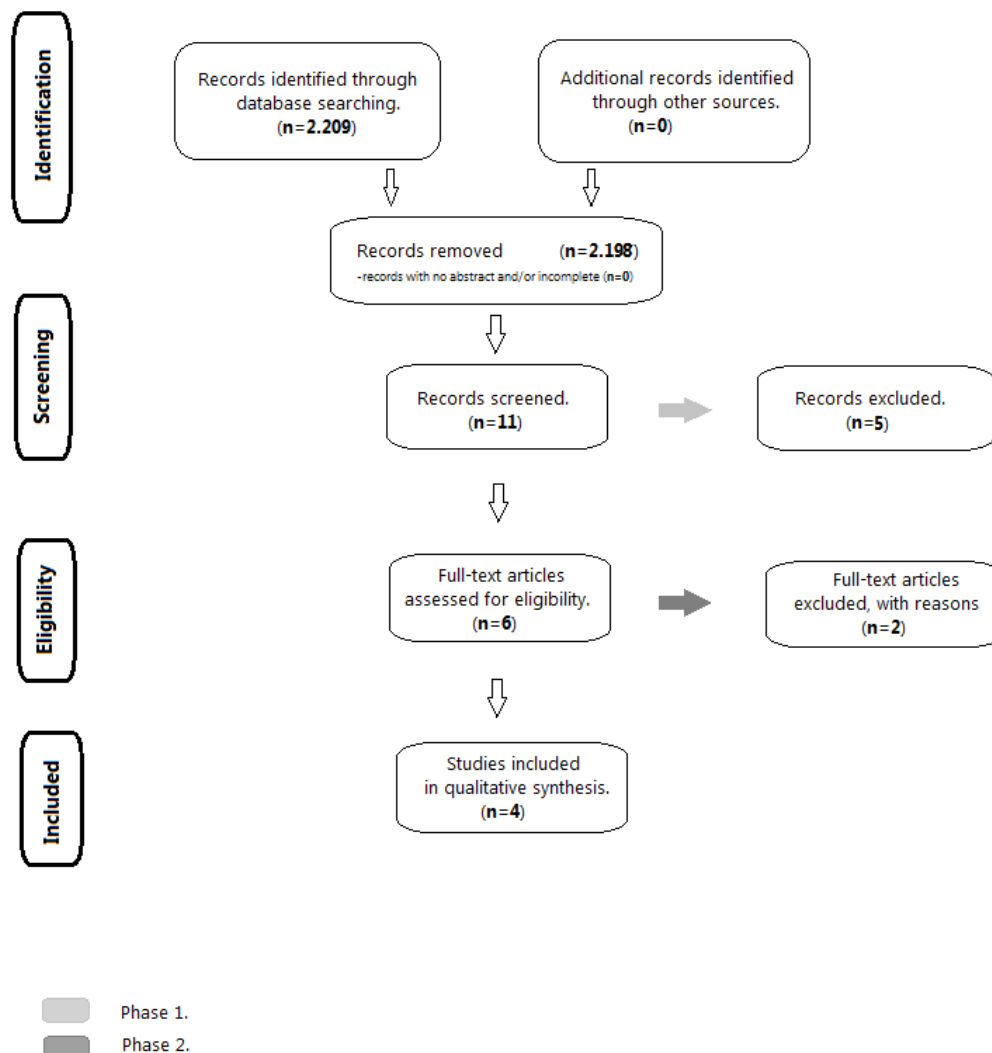 Identification
Records identified through
database searching.
(n=2.209)
Additional records identified
through other sources.
(n=0)
Records removed (n=2.198)
-records with no abstract and/or incomplete (n=0)
Screening
Records screened.
(n=11)
Records excluded.
(n=5)
Eligibility
Full-text articles
assessed for eligibility.
(n=6)
Full-text articles
excluded, with reasons
(n=2)
Included
Studies included
in qualitative synthesis.
(n=4)
Phase 1.
Phase 2.